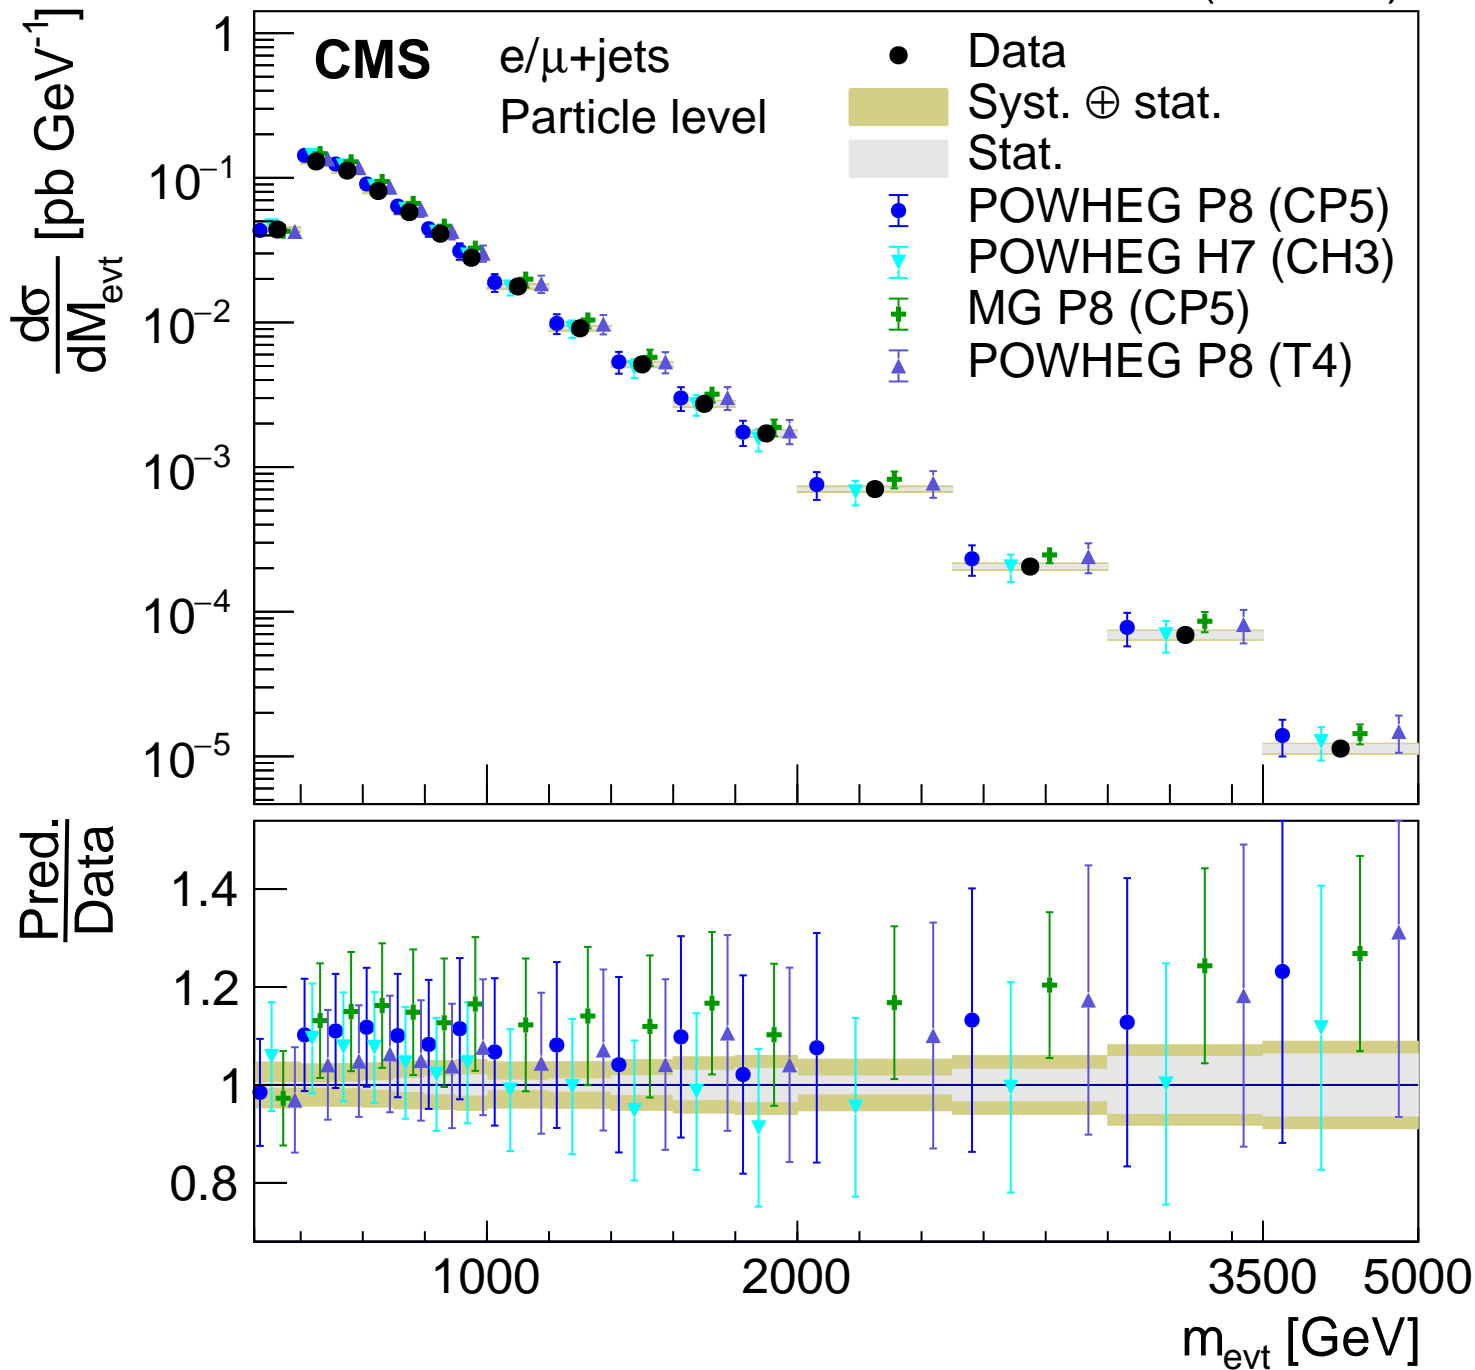 CMS e/μ+jets
Particle level
Data
Syst. ⊕ stat.
Stat.
POWHEG P8 (CP5)
POWHEG H7 (CH3)
MG P8 (CP5)
POWHEG P8 (T4)
dσ
dM_evt [pb GeV⁻¹]
1
10⁻¹
10⁻²
10⁻³
10⁻⁴
10⁻⁵
Pred.
Data
1.4
1.2
1
0.8
1000 2000 3500 5000
m_evt [GeV]